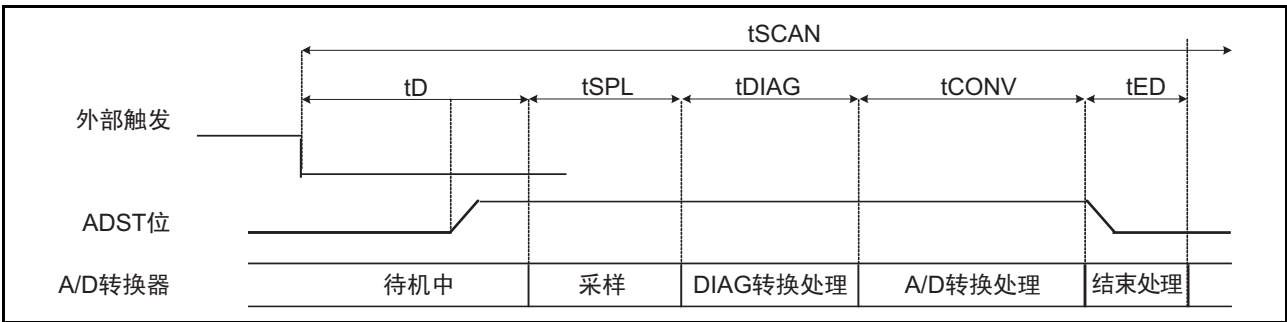 tSCAN
tD tSPL tDIAG tCONV tED
外部触发
ADST位
A/D转换器 待机中 采样 DIAG转换处理 A/D转换处理 结束处理